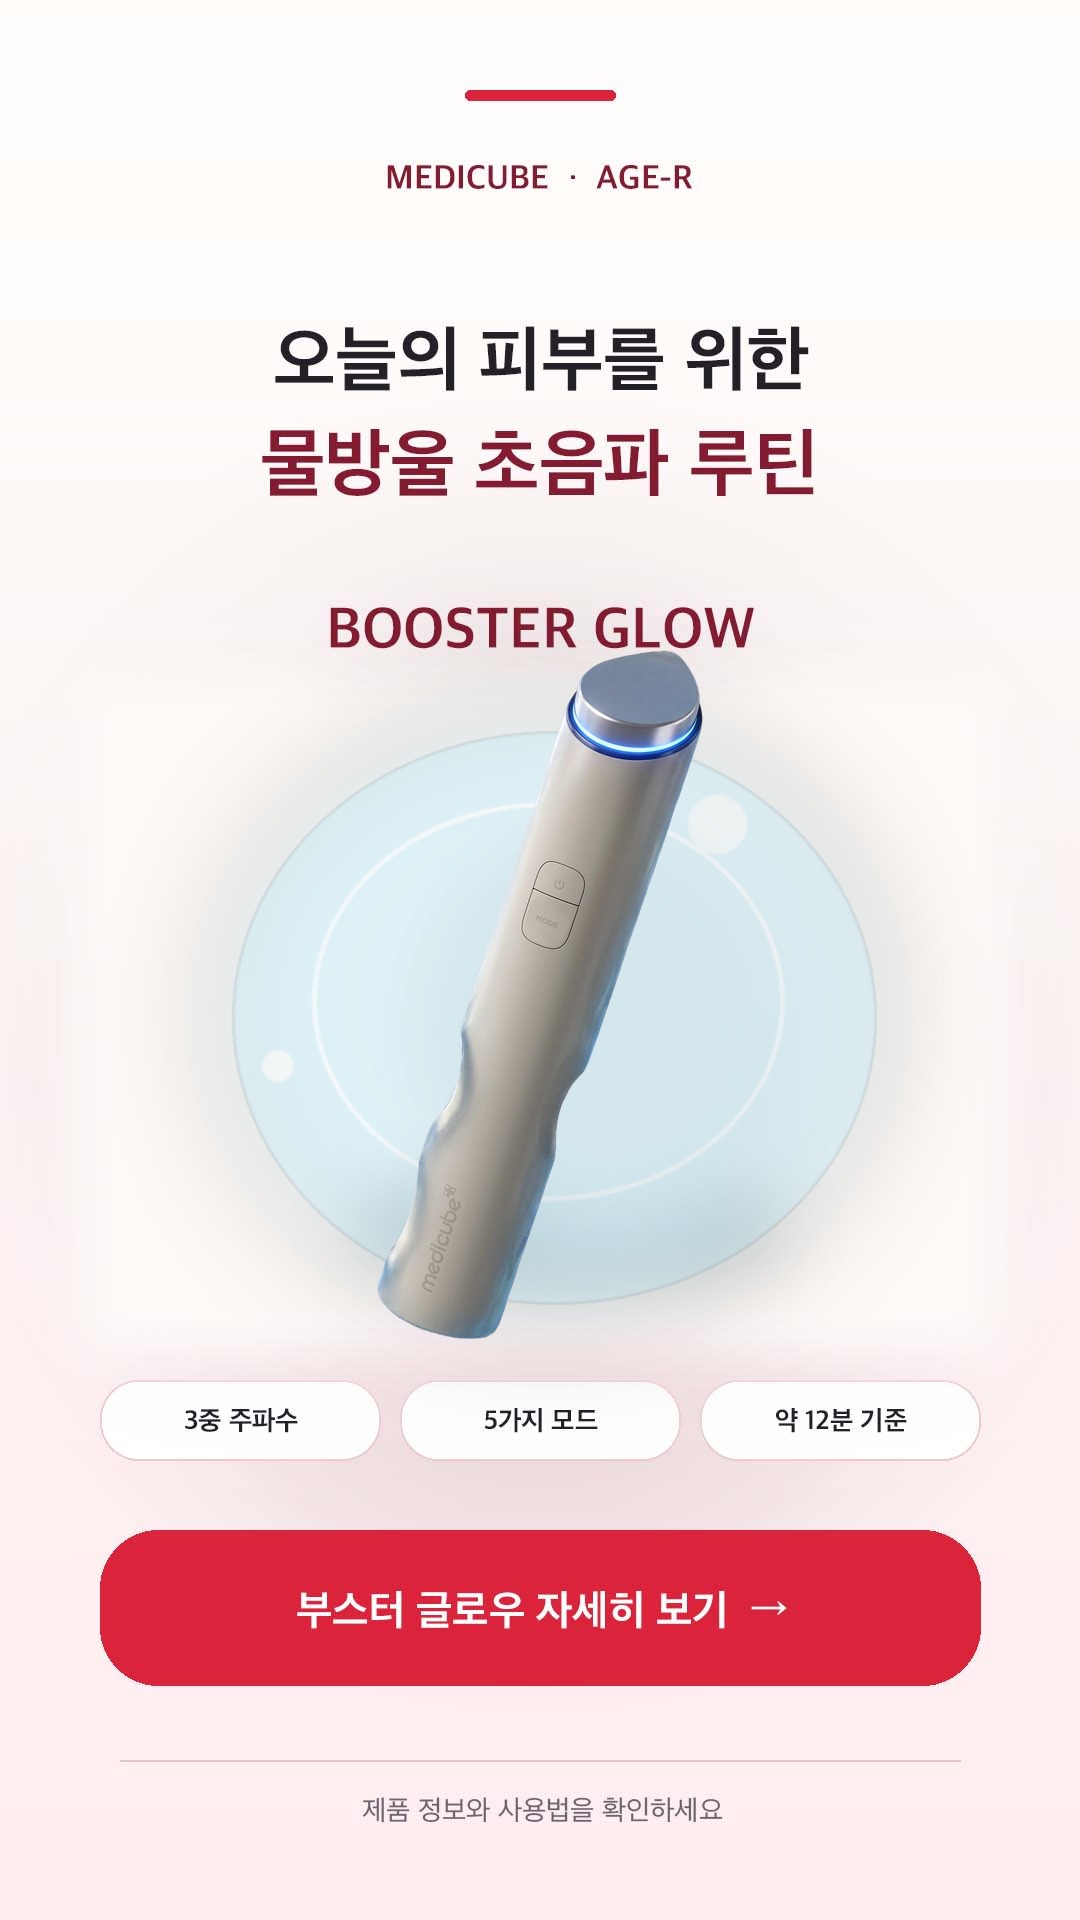 MEDICUBE · AGE-R
오늘의 피부를 위한
물방울 초음파 루틴
BOOSTER GLOW
MODE
medicube
3중 주파수
5가지 모드
약 12분 기준
부스터 글로우 자세히 보기 →
제품 정보와 사용법을 확인하세요